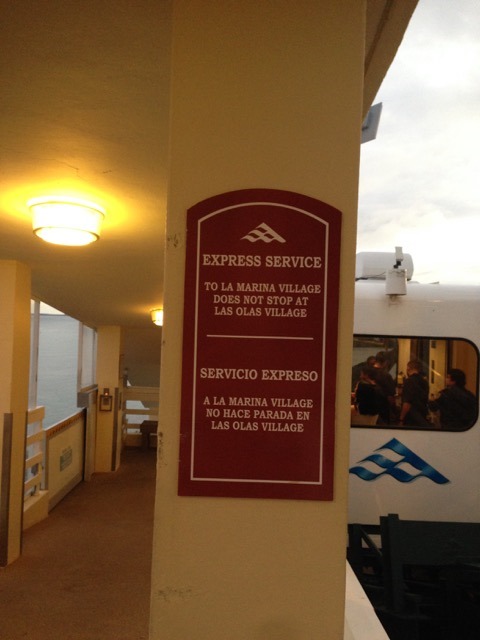 EXPRESS SERVICE
TO LA MARINA VILLAGE
DOES NOT STOP AT
LAS OLAS VILLAGE
SERVICIO EXPRESO
A LA MARINA VILLAGE
NO HACE PARADA EN
LAS OLAS VILLAGE